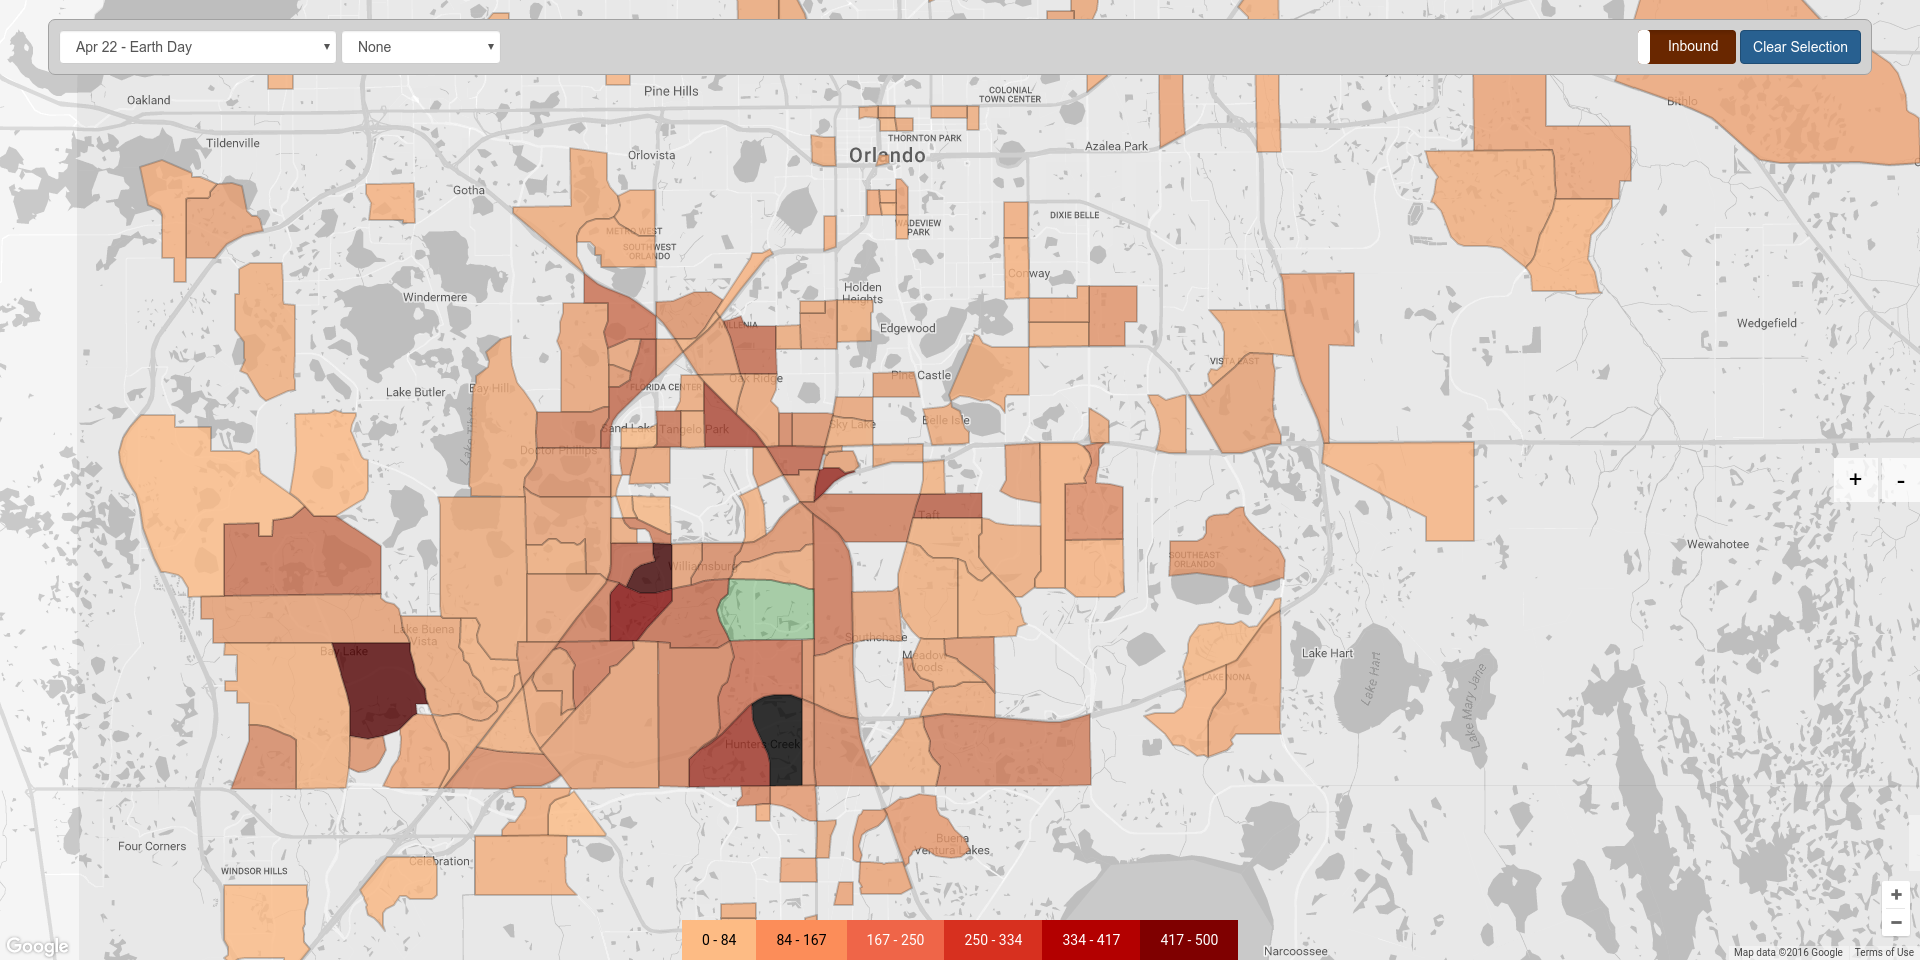 Apr 22 - Earth Day
None
Inbound
Clear Selection
Oakland
Pine Hills
COLONIAL
TOWN CENTER
Bithlo
Tildenville
THORNTON PARK
Orlando
Azalea Park
Orlovista
Gotha
METROWEST
SOUTHWEST
ORLANDO
WADEVIEW
PARK
DIXIE BELLE
Conway
Windermere
Holden
Heights
MILLENIA
Edgewood
Wedgefield
VISTA EAST
Lake Butler
Bay Hill
FLORIDA CENTER
Oak Ridge
Pine Castle
Lake Tibet
Sand Lake
Tangelo Park
Sky Lake
Belle Isle
Doctor Phillips
+
-
Taft
Williamsburg
SOUTHEAST
ORLANDO
Wewahotee
Lake Buena
Vista
Bay Lake
Southchase
Meadow
Woods
Lake Hart
Lake Hart
Lake Mary Jane
LAKE NONA
Hunters Creek
Four Corners
Celebration
WINDSOR HILLS
Buena
Ventura Lakes
+
−
0 - 84
84 - 167
167 - 250
250 - 334
334 - 417
417 - 500
Google
Narcoossee
Map data ©2016 Google
Terms of Use